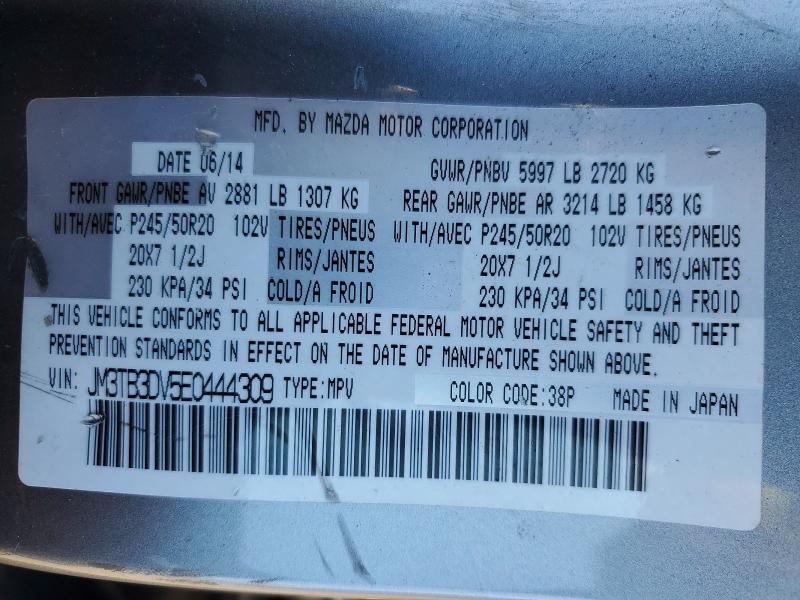 MFD. BY MAZDA MOTOR CORPORATION
DATE 06/14 GVWR/PNBV 5997 LB 2720 KG
FRONT GAWR/PNBE AV 2881 LB 1307 KG REAR GAWR/PNBE AR 3214 LB 1458 KG
WITH/AVEC P245/50R20 102V TIRES/PNEUS WITH/AVEC P245/50R20 102V TIRES/PNEUS
20X7 1/2J RIMS/JANTES 20X7 1/2J RIMS/JANTES
230 KPA/34 PSI COLD/A FROID 230 KPA/34 PSI COLD/A FROID
THIS VEHICLE CONFORMS TO ALL APPLICABLE FEDERAL MOTOR VEHICLE SAFETY AND THEFT
PREVENTION STANDARDS IN EFFECT ON THE DATE OF MANUFACTURE SHOWN ABOVE.
VIN: JM3TB3DV5E0444309 TYPE:MPV COLOR CODE:38P MADE IN JAPAN